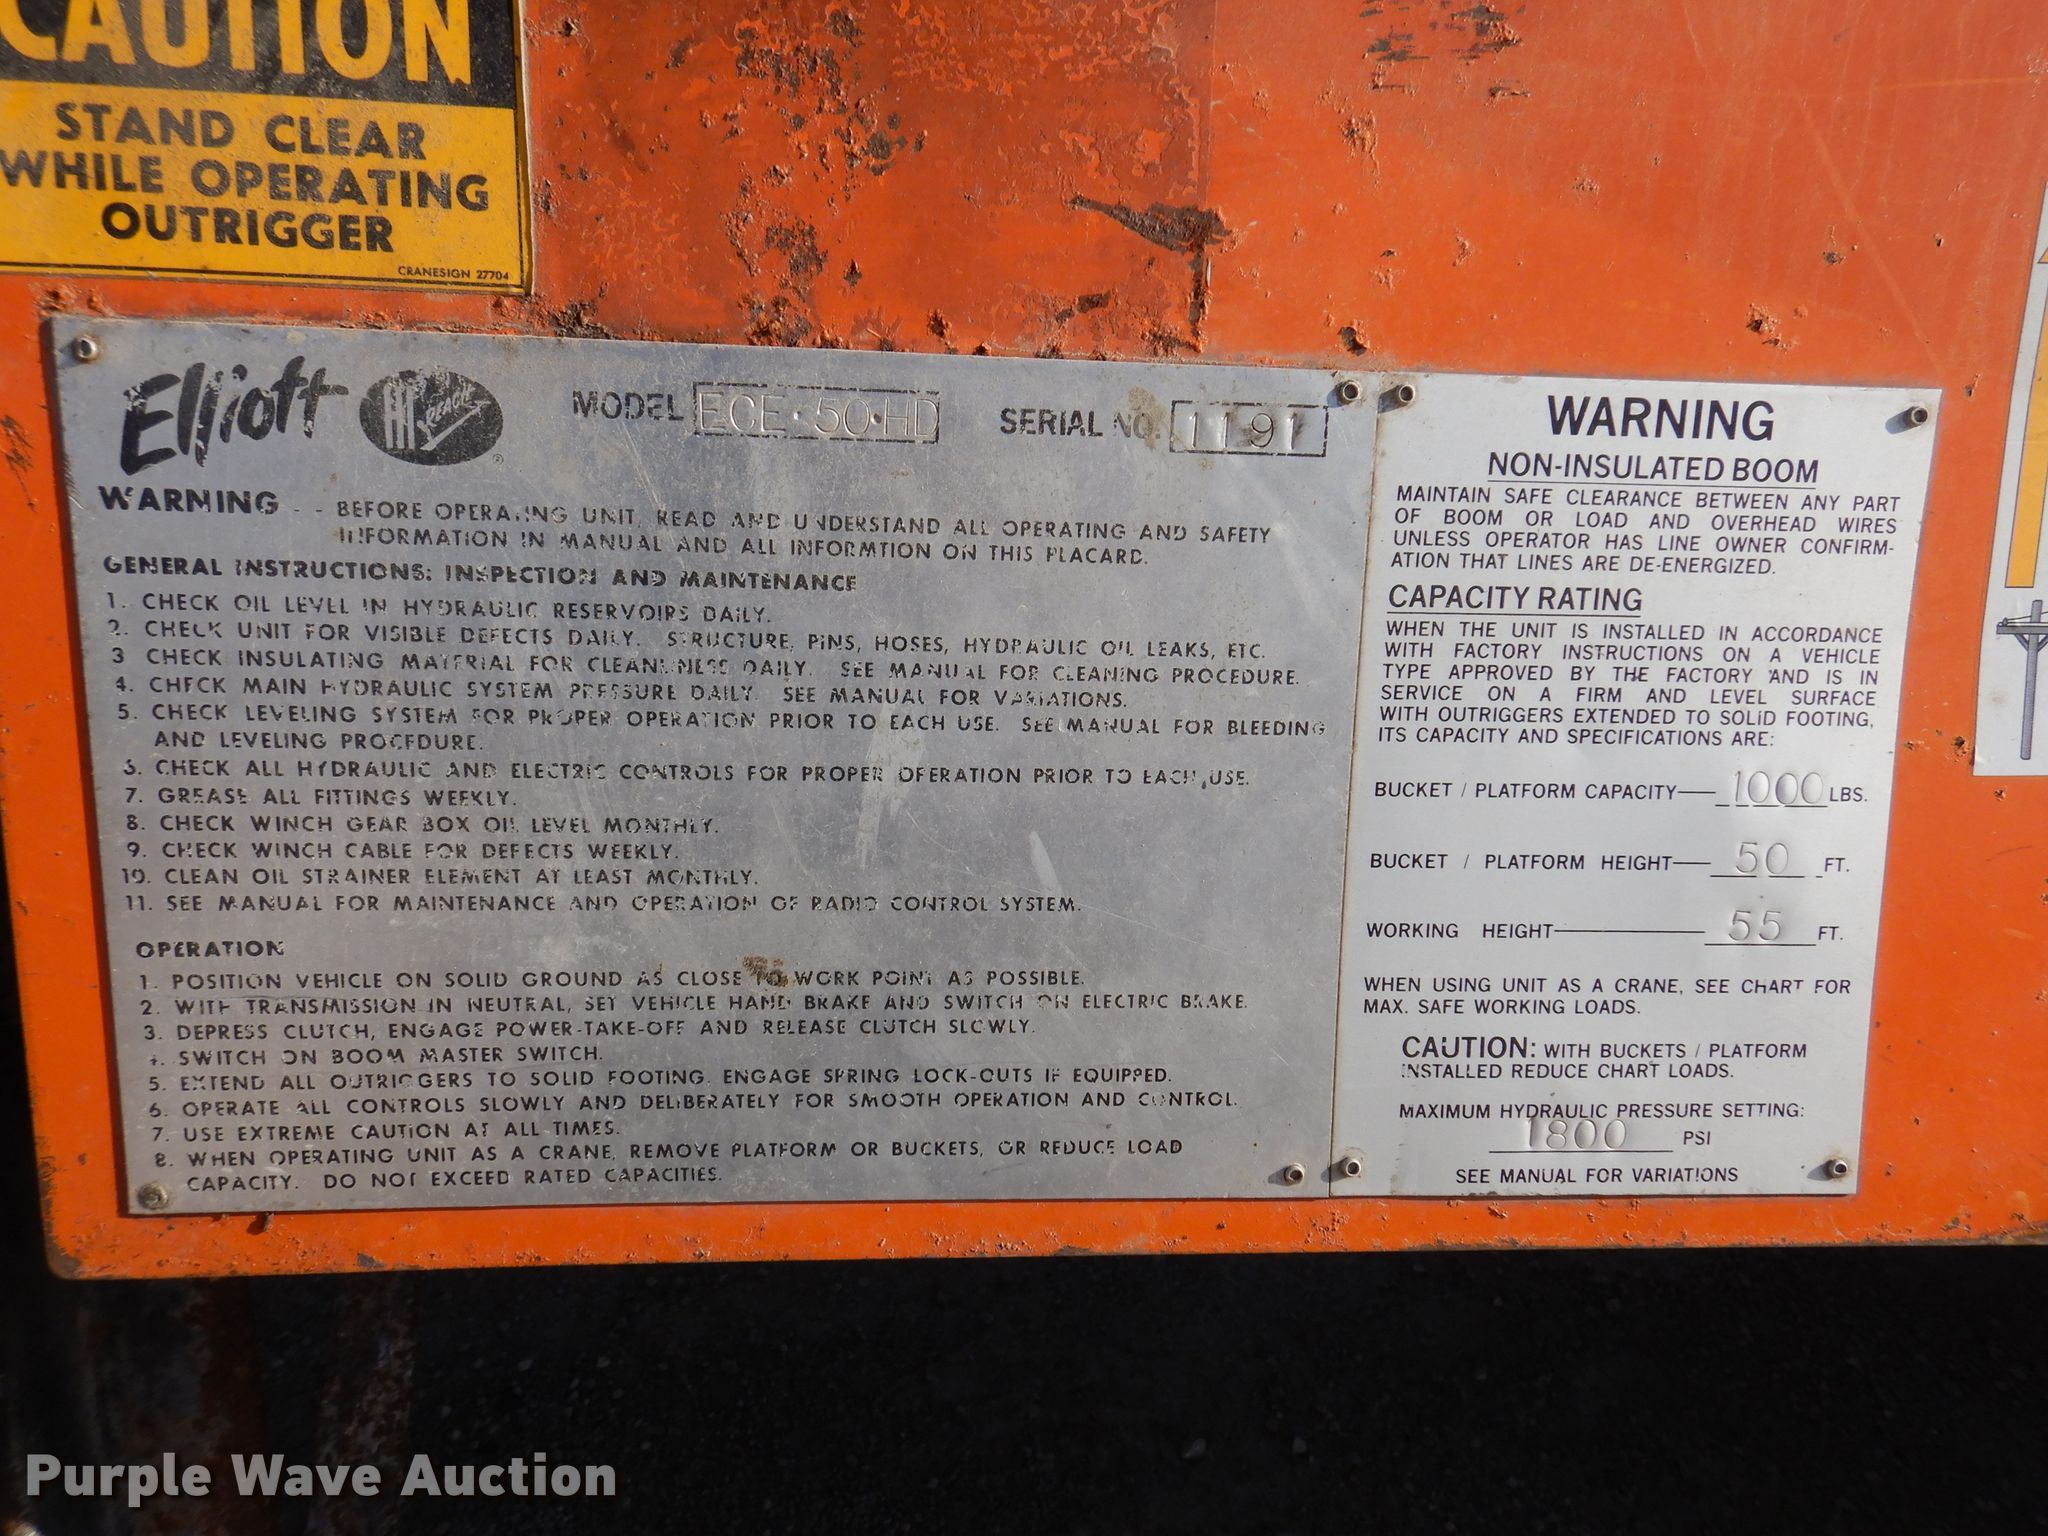 CAUTION
STAND CLEAR
WHILE OPERATING
OUTRIGGER
CRANESIGN 27704
Elliott
HI REACH
®
MODEL ECE·50·HD
SERIAL NO. 1191
WARNING - - BEFORE OPERATING UNIT, READ AND UNDERSTAND ALL OPERATING AND SAFETY
INFORMATION IN MANUAL AND ALL INFORMTION ON THIS PLACARD.
GENERAL INSTRUCTIONS: INSPECTION AND MAINTENANCE
1. CHECK OIL LEVEL IN HYDRAULIC RESERVOIRS DAILY.
2. CHECK UNIT FOR VISIBLE DEFECTS DAILY. STRUCTURE, PINS, HOSES, HYDRAULIC OIL LEAKS, ETC.
3 CHECK INSULATING MATERIAL FOR CLEANLINESS DAILY. SEE MANUAL FOR CLEANING PROCEDURE.
4. CHECK MAIN HYDRAULIC SYSTEM PRESSURE DAILY. SEE MANUAL FOR VARIATIONS.
5. CHECK LEVELING SYSTEM FOR PROPER OPERATION PRIOR TO EACH USE. SEE MANUAL FOR BLEEDING
AND LEVELING PROCEDURE.
6. CHECK ALL HYDRAULIC AND ELECTRIC CONTROLS FOR PROPER OPERATION PRIOR TO EACH USE.
7. GREASE ALL FITTINGS WEEKLY.
8. CHECK WINCH GEAR BOX OIL LEVEL MONTHLY.
9. CHECK WINCH CABLE FOR DEFECTS WEEKLY.
10. CLEAN OIL STRAINER ELEMENT AT LEAST MONTHLY.
11. SEE MANUAL FOR MAINTENANCE AND OPERATION OF RADIO CONTROL SYSTEM.
OPERATION
1. POSITION VEHICLE ON SOLID GROUND AS CLOSE TO WORK POINT AS POSSIBLE.
2. WITH TRANSMISSION IN NEUTRAL, SET VEHICLE HAND BRAKE AND SWITCH ON ELECTRIC BRAKE.
3. DEPRESS CLUTCH, ENGAGE POWER-TAKE-OFF AND RELEASE CLUTCH SLOWLY.
4. SWITCH ON BOOM MASTER SWITCH.
5. EXTEND ALL OUTRIGGERS TO SOLID FOOTING. ENGAGE SPRING LOCK-OUTS IF EQUIPPED.
6. OPERATE ALL CONTROLS SLOWLY AND DELIBERATELY FOR SMOOTH OPERATION AND CONTROL.
7. USE EXTREME CAUTION AT ALL TIMES.
8. WHEN OPERATING UNIT AS A CRANE, REMOVE PLATFORM OR BUCKETS, OR REDUCE LOAD
CAPACITY. DO NOT EXCEED RATED CAPACITIES.
WARNING
NON-INSULATED BOOM
MAINTAIN SAFE CLEARANCE BETWEEN ANY PART
OF BOOM OR LOAD AND OVERHEAD WIRES
UNLESS OPERATOR HAS LINE OWNER CONFIRM-
ATION THAT LINES ARE DE-ENERGIZED.
CAPACITY RATING
WHEN THE UNIT IS INSTALLED IN ACCORDANCE
WITH FACTORY INSTRUCTIONS ON A VEHICLE
TYPE APPROVED BY THE FACTORY AND IS IN
SERVICE ON A FIRM AND LEVEL SURFACE
WITH OUTRIGGERS EXTENDED TO SOLID FOOTING,
ITS CAPACITY AND SPECIFICATIONS ARE:
BUCKET / PLATFORM CAPACITY— 1000 LBS.
BUCKET / PLATFORM HEIGHT— 50 FT.
WORKING HEIGHT— 55 FT.
WHEN USING UNIT AS A CRANE, SEE CHART FOR
MAX. SAFE WORKING LOADS.
CAUTION: WITH BUCKETS / PLATFORM
INSTALLED REDUCE CHART LOADS.
MAXIMUM HYDRAULIC PRESSURE SETTING:
1800 PSI
SEE MANUAL FOR VARIATIONS
Purple Wave Auction